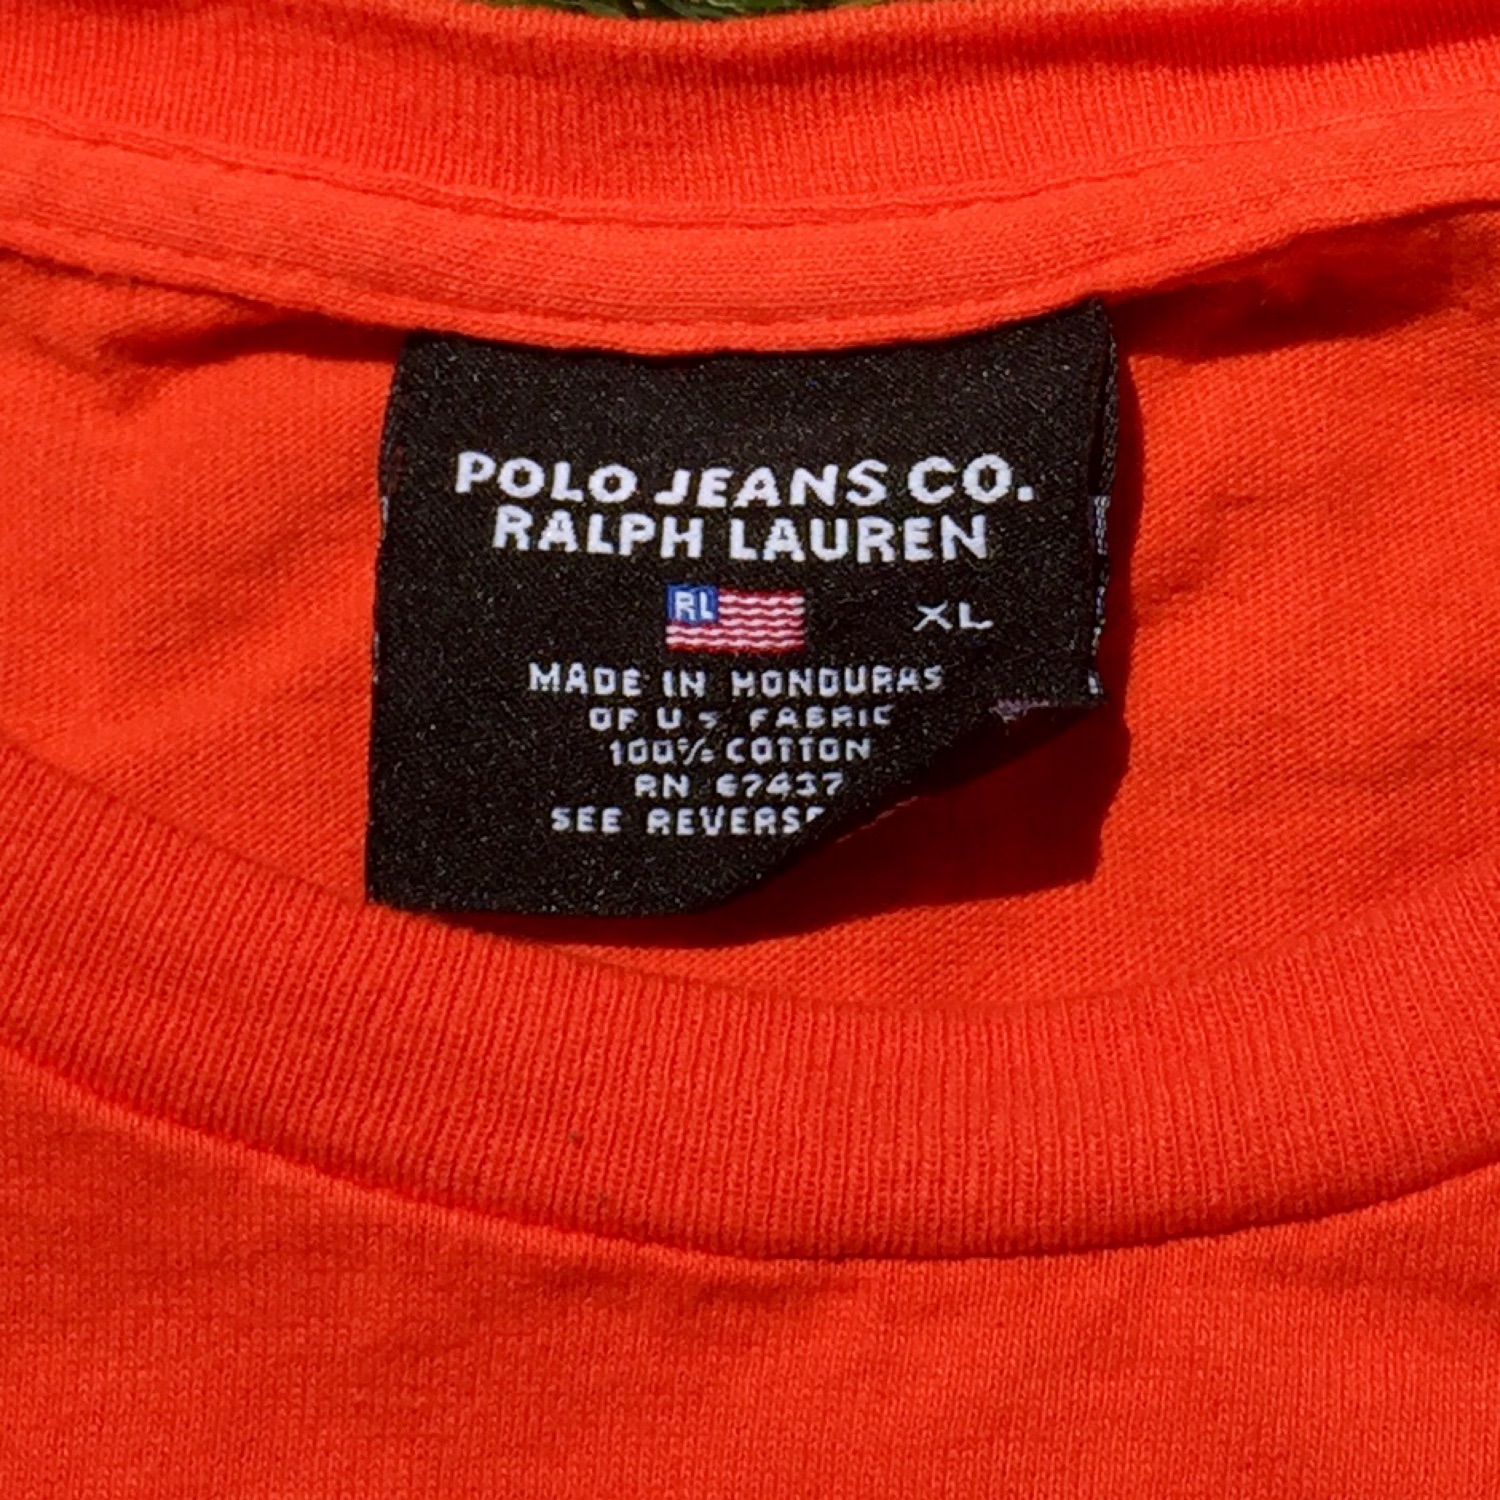 POLO JEANS CO.
RALPH LAUREN
RL
XL
MADE IN HONDURAS
OF U S FABRIC
100% COTTON
RN 67437
SEE REVERSE